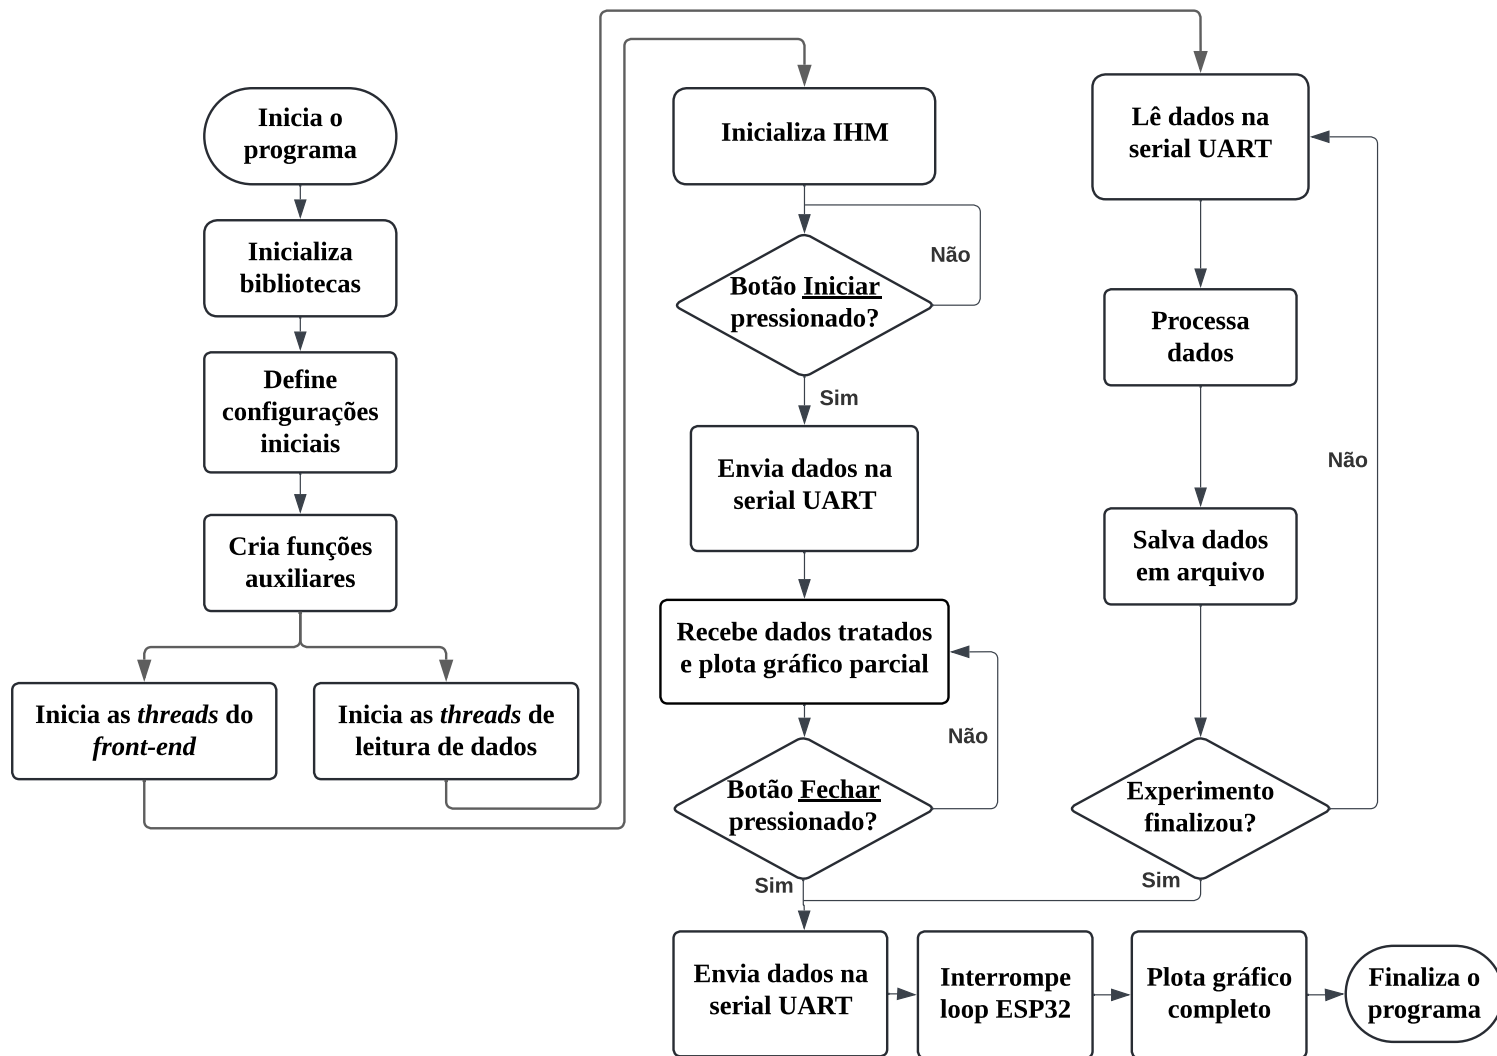 Inicia o
programa
Inicializa
bibliotecas
Define
configurações
iniciais
Cria funções
auxiliares
Inicia as threads do
front-end
Inicia as threads de
leitura de dados
Inicializa IHM
Não
Botão Iniciar
pressionado?
Sim
Envia dados na
serial UART
Recebe dados tratados
e plota gráfico parcial
Não
Botão Fechar
pressionado?
Sim
Lê dados na
serial UART
Processa
dados
Não
Salva dados
em arquivo
Experimento
finalizou?
Sim
Envia dados na
serial UART
Interrompe
loop ESP32
Plota gráfico
completo
Finaliza o
programa